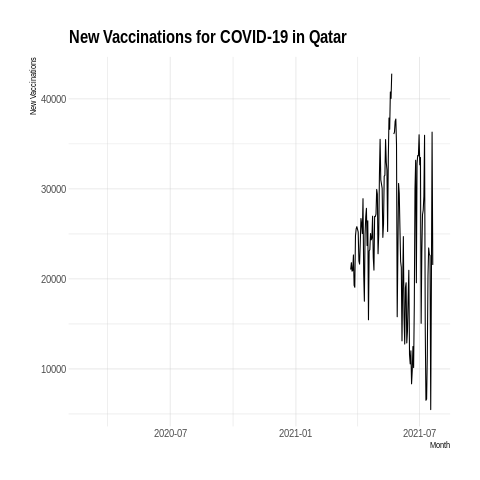 New Vaccinations for COVID-19 in Qatar
New Vaccinations
40000
30000
20000
10000
2020-07
2021-01
2021-07
Month